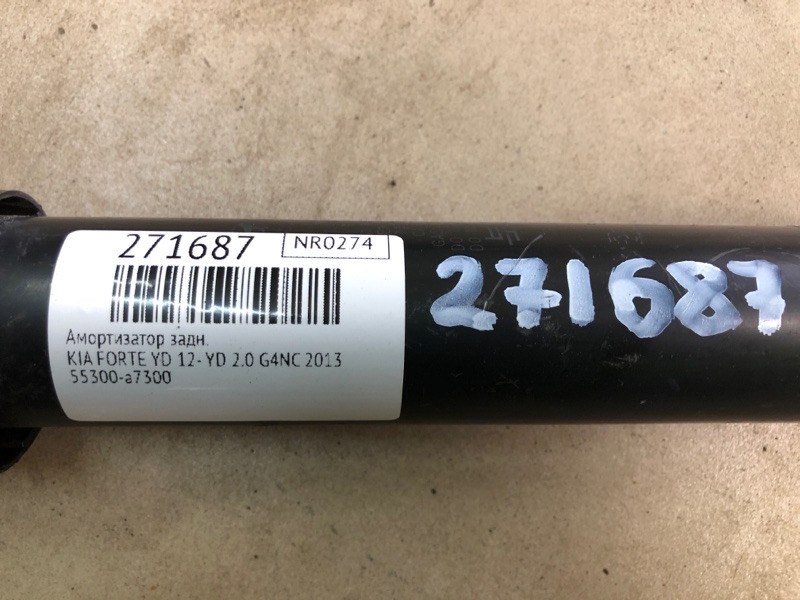 271687
NR0274
Амортизатор задн.
KIA FORTE YD 12- YD 2.0 G4NC 2013
55300-a7300
271687